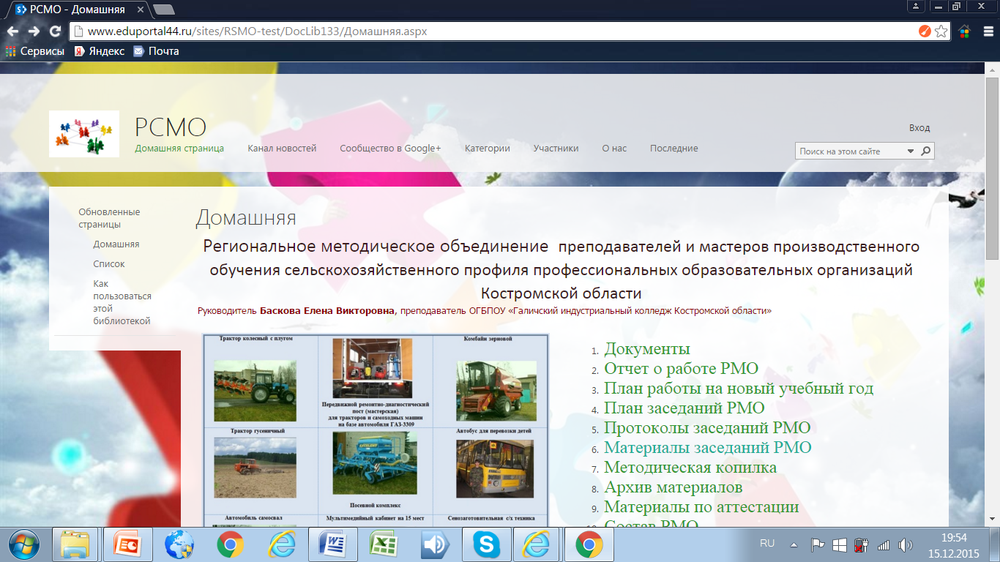 РСМО - Домашняя
www.eduportal44.ru/sites/RSMO-test/DocLib133/Домашняя.aspx
Сервисы Яндекс Почта
РСМО
Вход
Домашняя страница Канал новостей Сообщество в Google+ Категории Участники О нас Последние
Поиск на этом сайте
Обновленные
страницы
Домашняя
Список
Как
пользоваться
этой
библиотекой
Домашняя
Региональное методическое объединение преподавателей и мастеров производственного
обучения сельскохозяйственного профиля профессиональных образовательных организаций
Костромской области
Руководитель Баскова Елена Викторовна, преподаватель ОГБПОУ «Галичский индустриальный колледж Костромской области»
Трактор колесный с плугом
Комбайн зерновой
Передвижной ремонтно-диагностический
пост (мастерская)
для тракторов и самоходных машин
на базе автомобиля ГАЗ-3309
Трактор гусеничный
Автобус для перевозки детей
Посевной комплекс
Автомобиль самосвал
Мультимедийный кабинет на 15 мест
Сенозаготовительная с/х техника
1. Документы
2. Отчет о работе РМО
3. План работы на новый учебный год
4. План заседаний РМО
5. Протоколы заседаний РМО
6. Материалы заседаний РМО
7. Методическая копилка
8. Архив материалов
9. Материалы по аттестации
10. Состав РМО
RU
19:54
15.12.2015